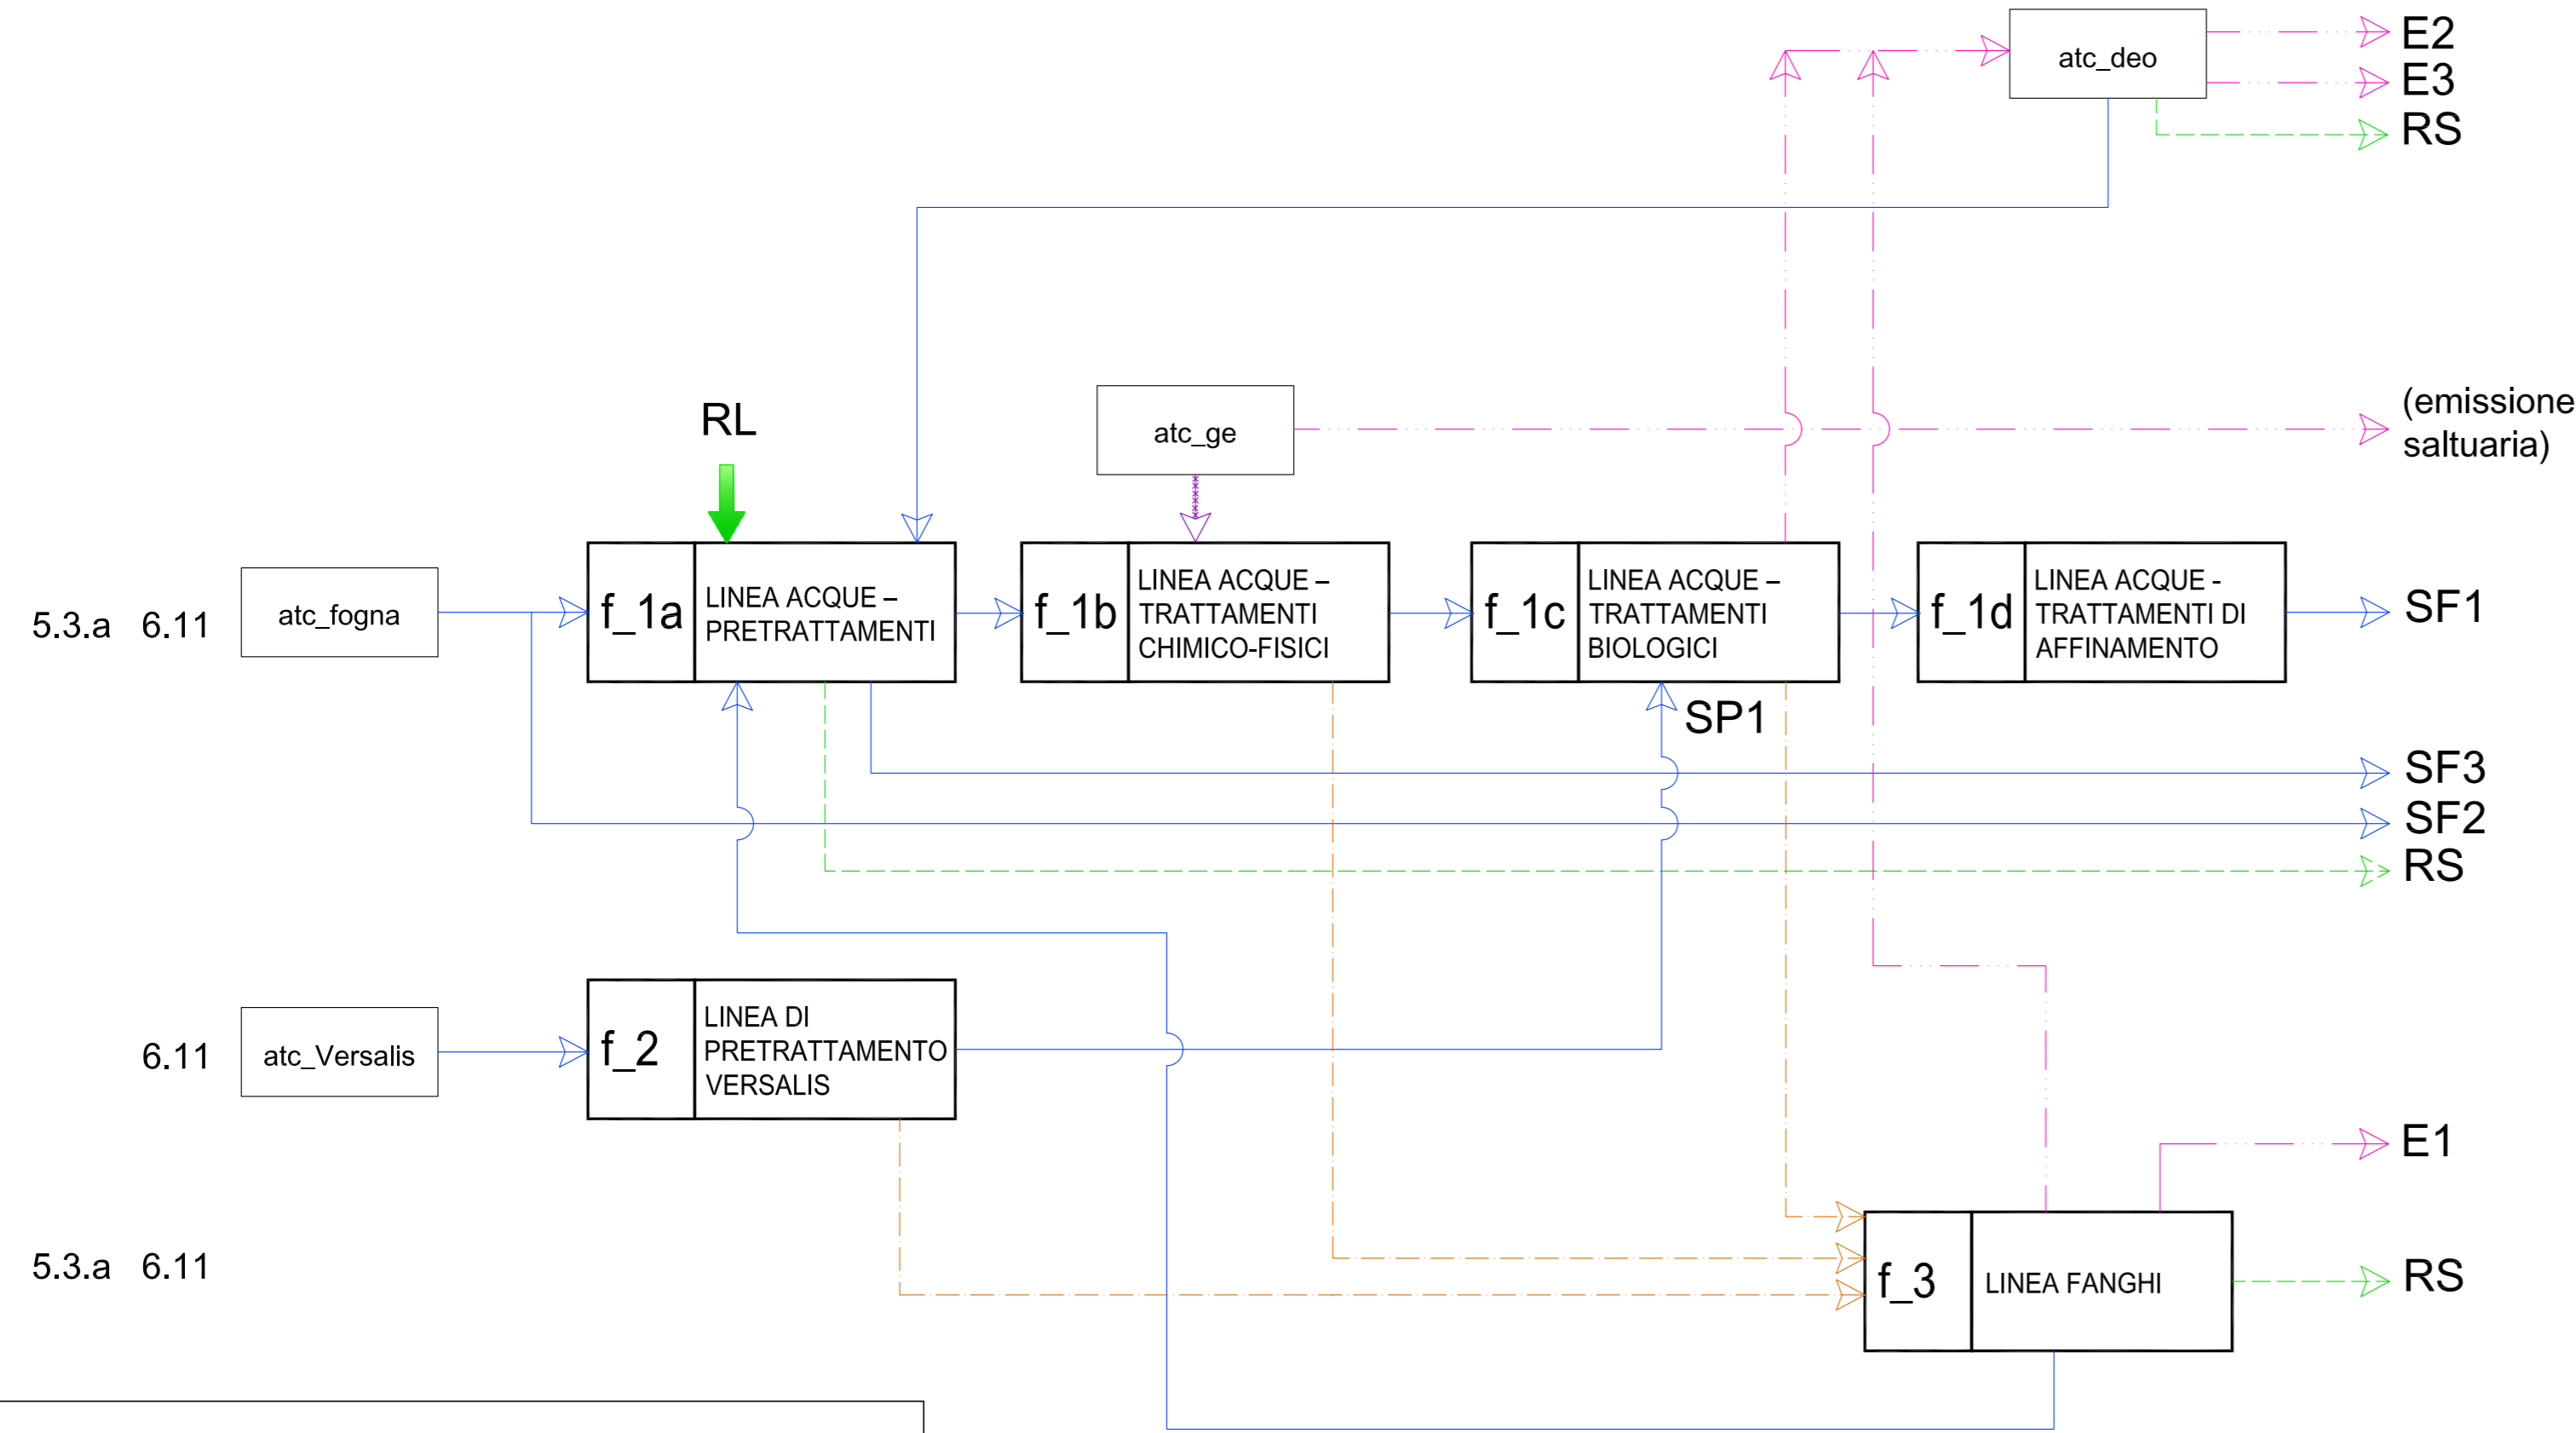 E2
atc_deo
E3
RS
(emissione
saltuaria)
RL
atc_ge
5.3.a 6.11
atc_fogna
f_1a
LINEA ACQUE –
PRETRATTAMENTI
f_1b
LINEA ACQUE –
TRATTAMENTI
CHIMICO-FISICI
f_1c
LINEA ACQUE –
TRATTAMENTI
BIOLOGICI
f_1d
LINEA ACQUE -
TRATTAMENTI DI
AFFINAMENTO
SF1
SP1
SF3
SF2
RS
6.11
atc_Versalis
f_2
LINEA DI
PRETRATTAMENTO
VERSALIS
E1
5.3.a 6.11
f_3
LINEA FANGHI
RS